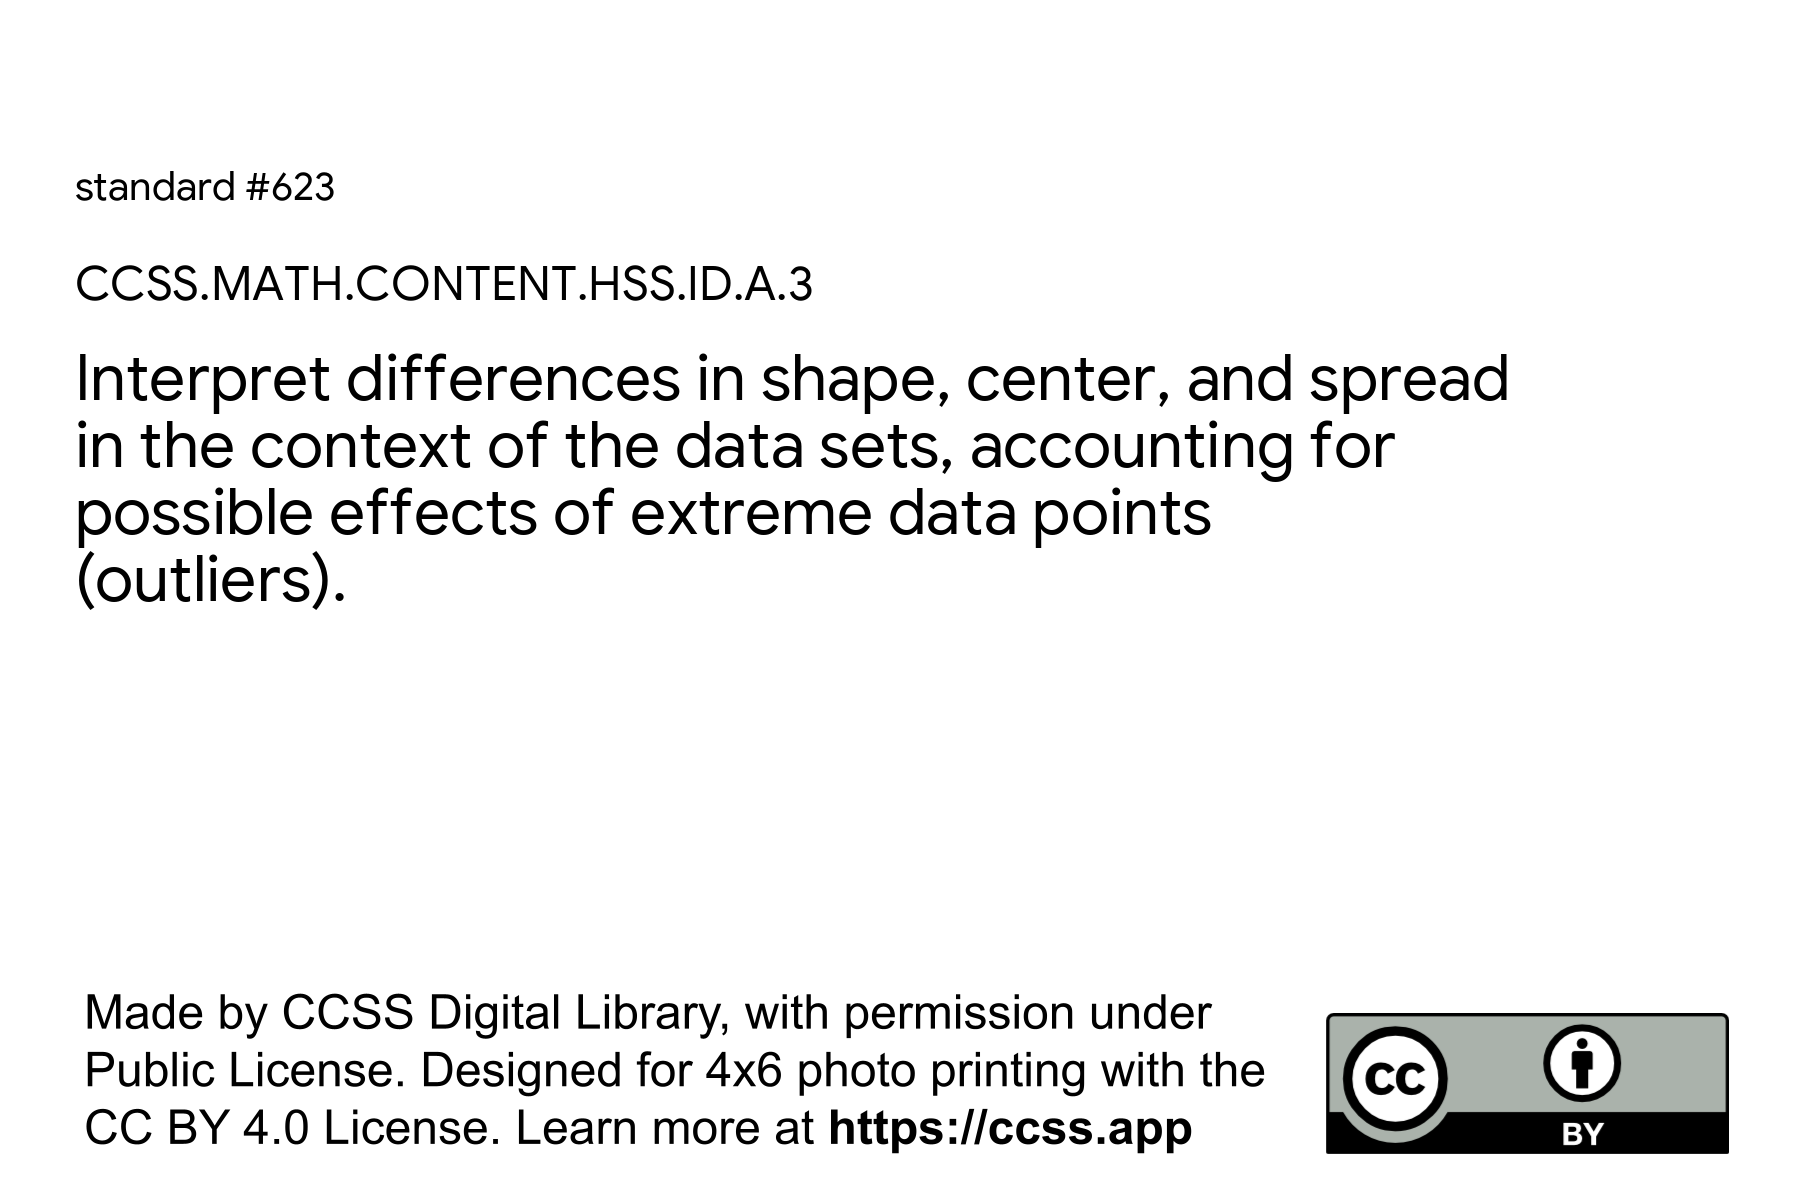 standard #623
CCSS.MATH.CONTENT.HSS.ID.A.3
Interpret differences in shape, center, and spread
in the context of the data sets, accounting for
possible effects of extreme data points
(outliers).
Made by CCSS Digital Library, with permission under
Public License. Designed for 4x6 photo printing with the
CC BY 4.0 License. Learn more at https://ccss.app
CC
BY